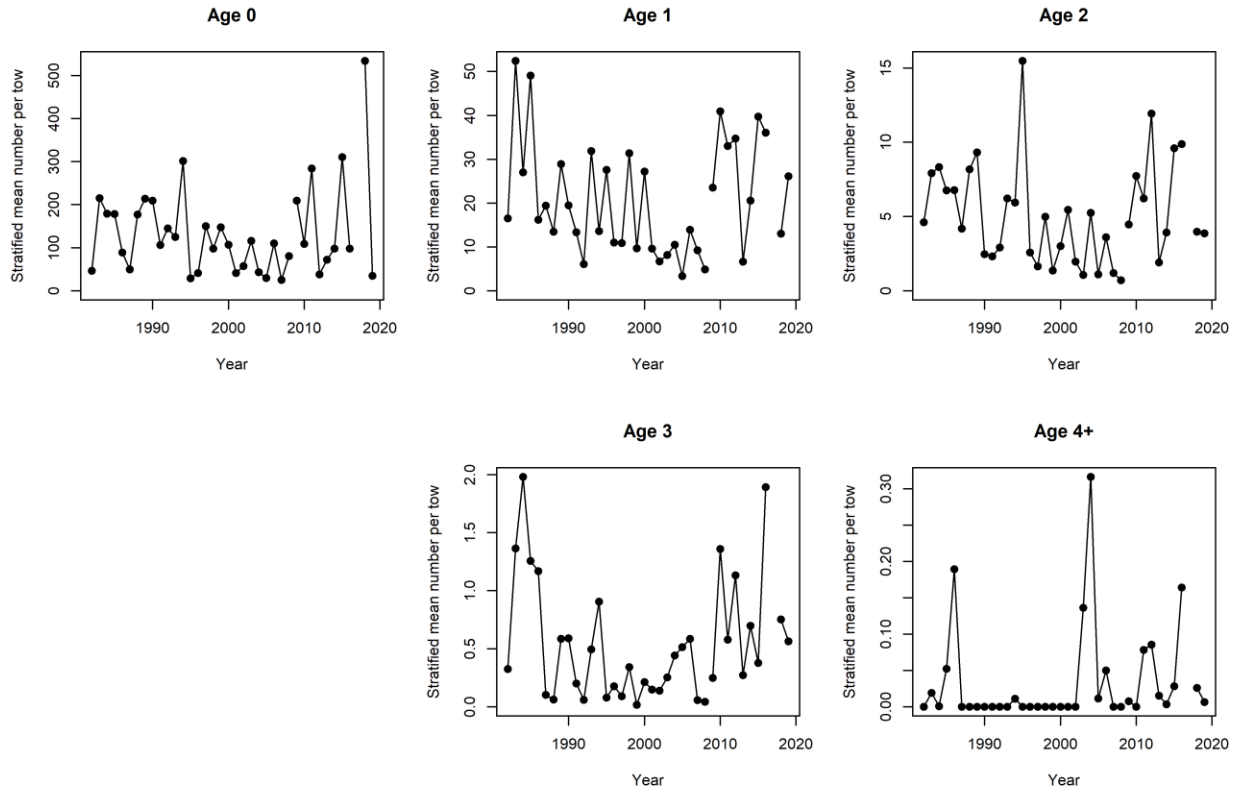 Age 0
Stratified mean number per tow
0 100 200 300 400 500
1990 2000 2010 2020
Year
Age 1
Stratified mean number per tow
0 10 20 30 40 50
1990 2000 2010 2020
Year
Age 2
Stratified mean number per tow
0 5 10 15
1990 2000 2010 2020
Year
Age 3
Stratified mean number per tow
0.0 0.5 1.0 1.5 2.0
1990 2000 2010 2020
Year
Age 4+
Stratified mean number per tow
0.00 0.10 0.20 0.30
1990 2000 2010 2020
Year